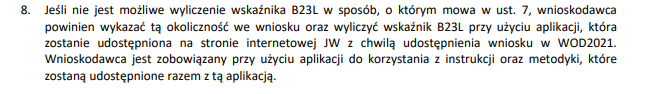 8. Jeśli nie jest możliwe wyliczenie wskaźnika B23L w sposób, o którym mowa w ust. 7, wnioskodawca
powinien wykazać tą okoliczność we wniosku oraz wyliczyć wskaźnik B23L przy użyciu aplikacji, która
zostanie udostępniona na stronie internetowej JW z chwilą udostępnienia wniosku w WOD2021.
Wnioskodawca jest zobowiązany przy użyciu aplikacji do korzystania z instrukcji oraz metodyki, które
zostaną udostępnione razem z tą aplikacją.